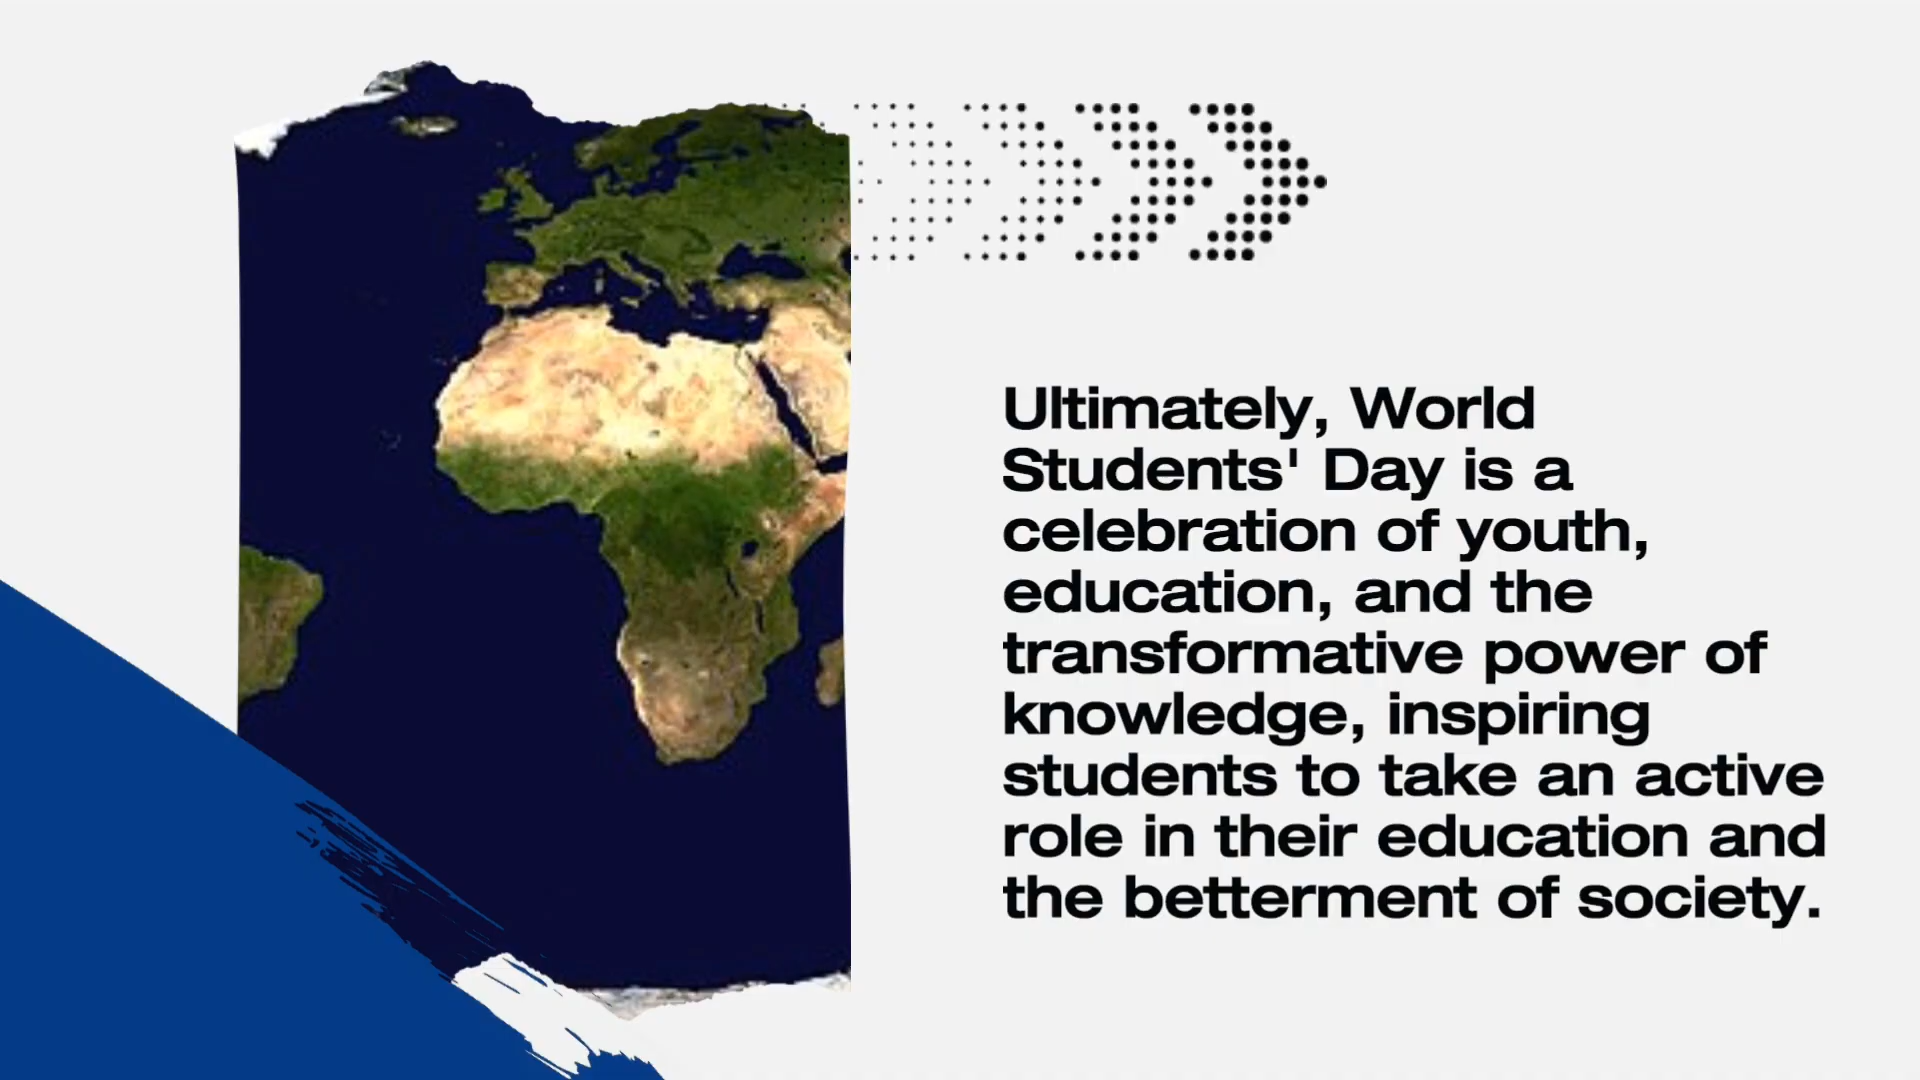 Ultimately, World
Students' Day is a
celebration of youth,
education, and the
transformative power of
knowledge, inspiring
students to take an active
role in their education and
the betterment of society.